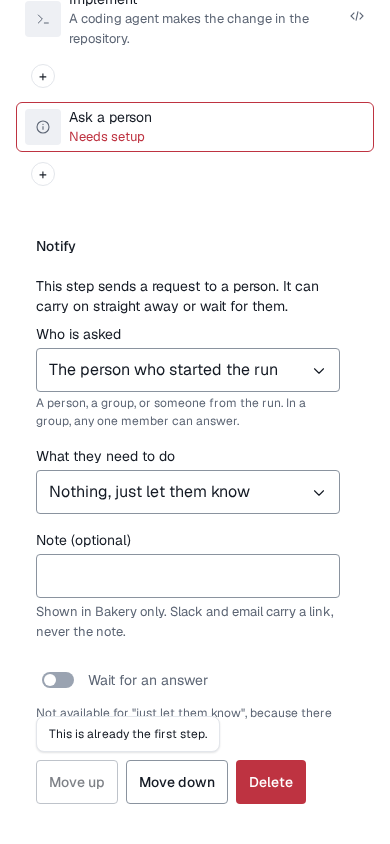 Implement
A coding agent makes the change in the
repository.
Ask a person
Needs setup
Notify
This step sends a request to a person. It can
carry on straight away or wait for them.
Who is asked
The person who started the run
A person, a group, or someone from the run. In a
group, any one member can answer.
What they need to do
Nothing, just let them know
Note (optional)
Shown in Bakery only. Slack and email carry a link,
never the note.
Wait for an answer
Not available for "just let them know", because there
This is already the first step.
Move up
Move down
Delete